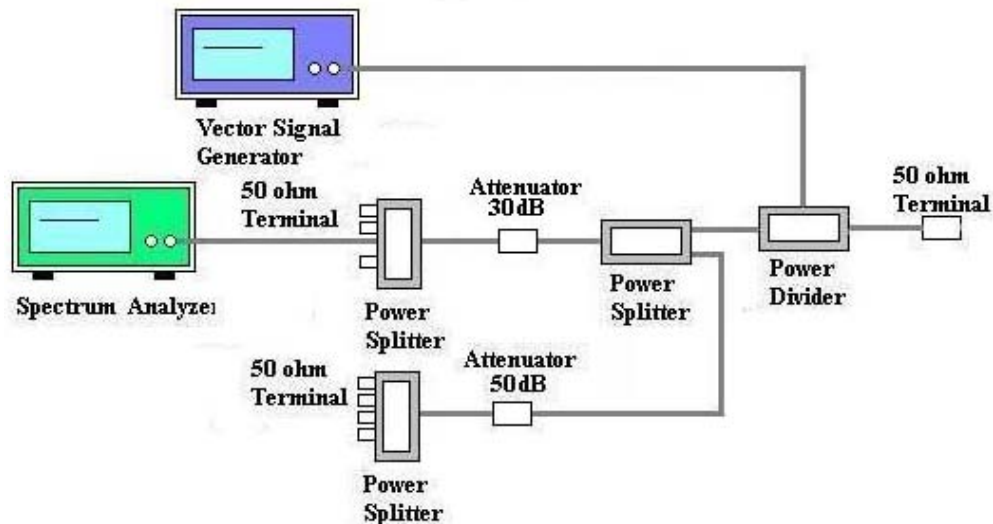 Vector Signal
Generator
50 ohm
Terminal
Attenuator
30dB
50 ohm
Terminal
Spectrum Analyzer
Power
Splitter
Power
Splitter
Power
Divider
50 ohm
Terminal
Attenuator
50dB
Power
Splitter